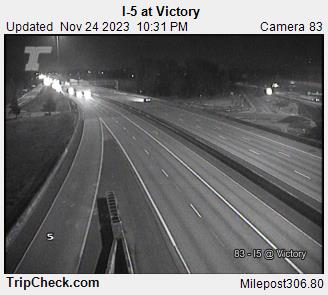 I-5 at Victory
Updated Nov 24 2023 10:31 PM Camera 83
T
S
83 - I5 @ Victory
TripCheck.com Milepost306.80